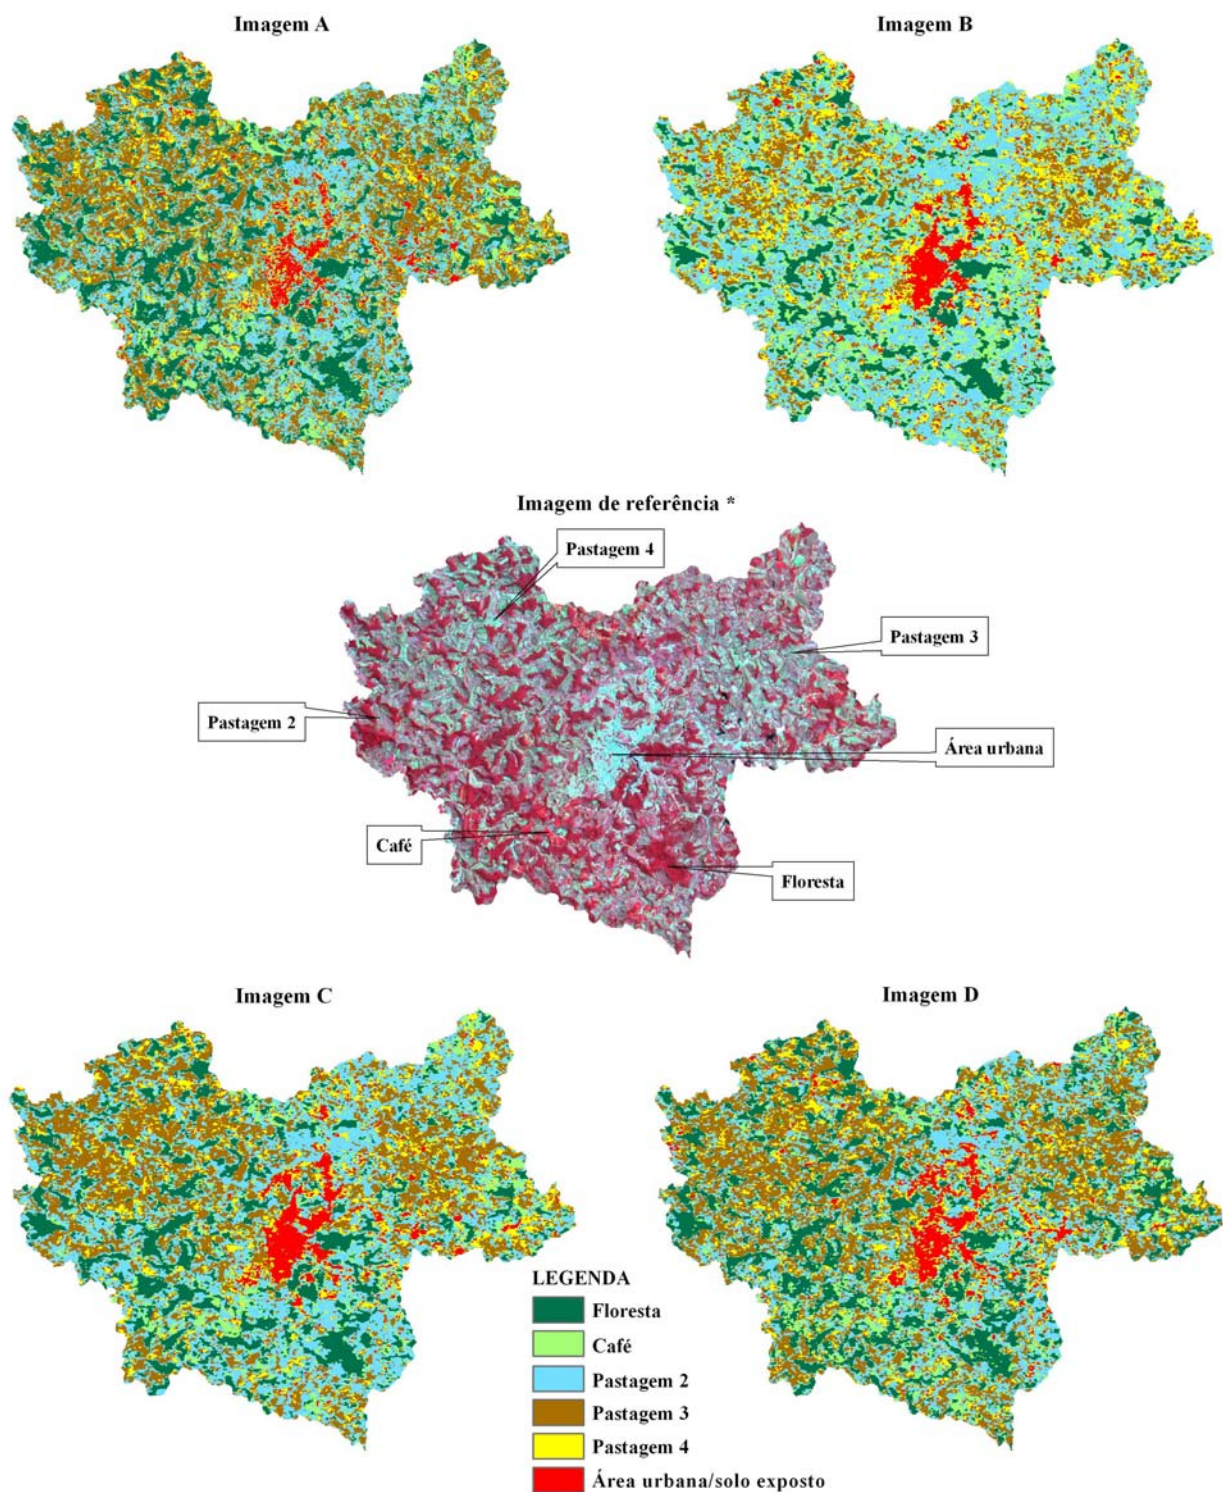 Imagem A
Imagem B
Imagem de referência *
Pastagem 4
Pastagem 3
Pastagem 2
Área urbana
Café
Floresta
Imagem C
Imagem D
LEGENDA
Floresta
Café
Pastagem 2
Pastagem 3
Pastagem 4
Área urbana/solo exposto